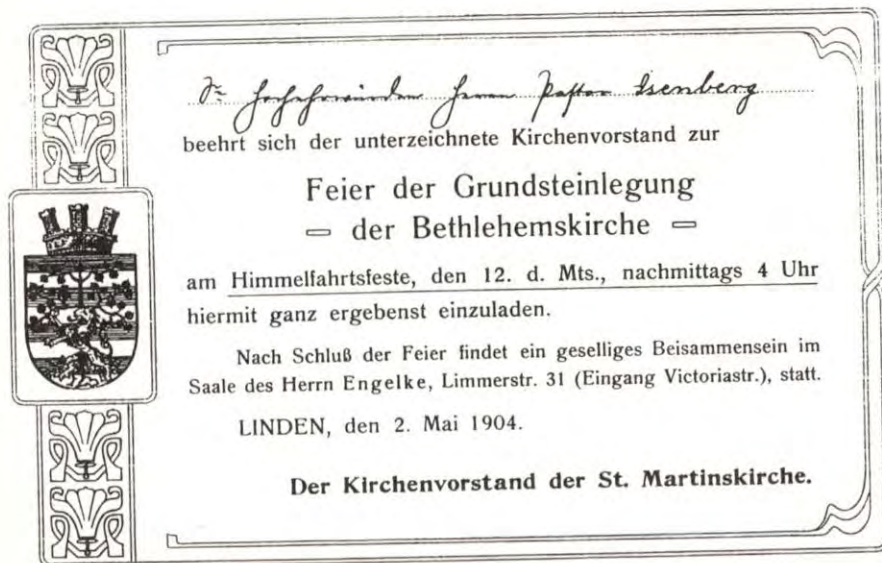 Sr. Hochehrwürden Herrn Pastor Isenberg
beehrt sich der unterzeichnete Kirchenvorstand zur
Feier der Grundsteinlegung
der Bethlehemskirche
am Himmelfahrtsfeste, den 12. d. Mts., nachmittags 4 Uhr
hiermit ganz ergebenst einzuladen.
Nach Schluß der Feier findet ein geselliges Beisammensein im
Saale des Herrn Engelke, Limmerstr. 31 (Eingang Victoriastr.), statt.
LINDEN, den 2. Mai 1904.
Der Kirchenvorstand der St. Martinskirche.